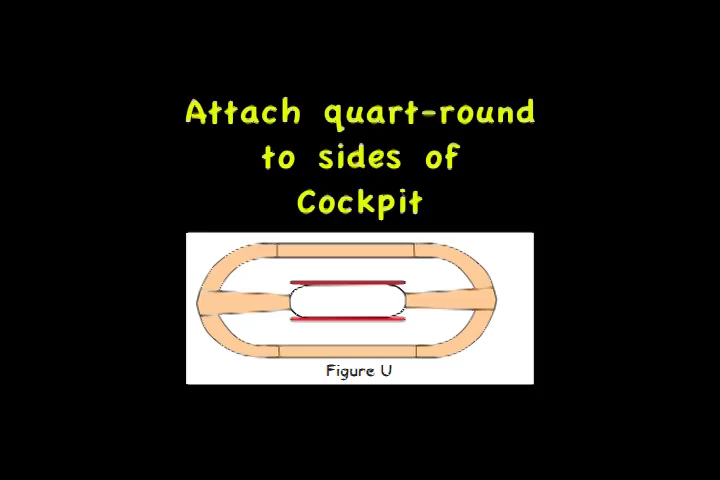 Attach quart-round
to sides of
Cockpit
Figure U